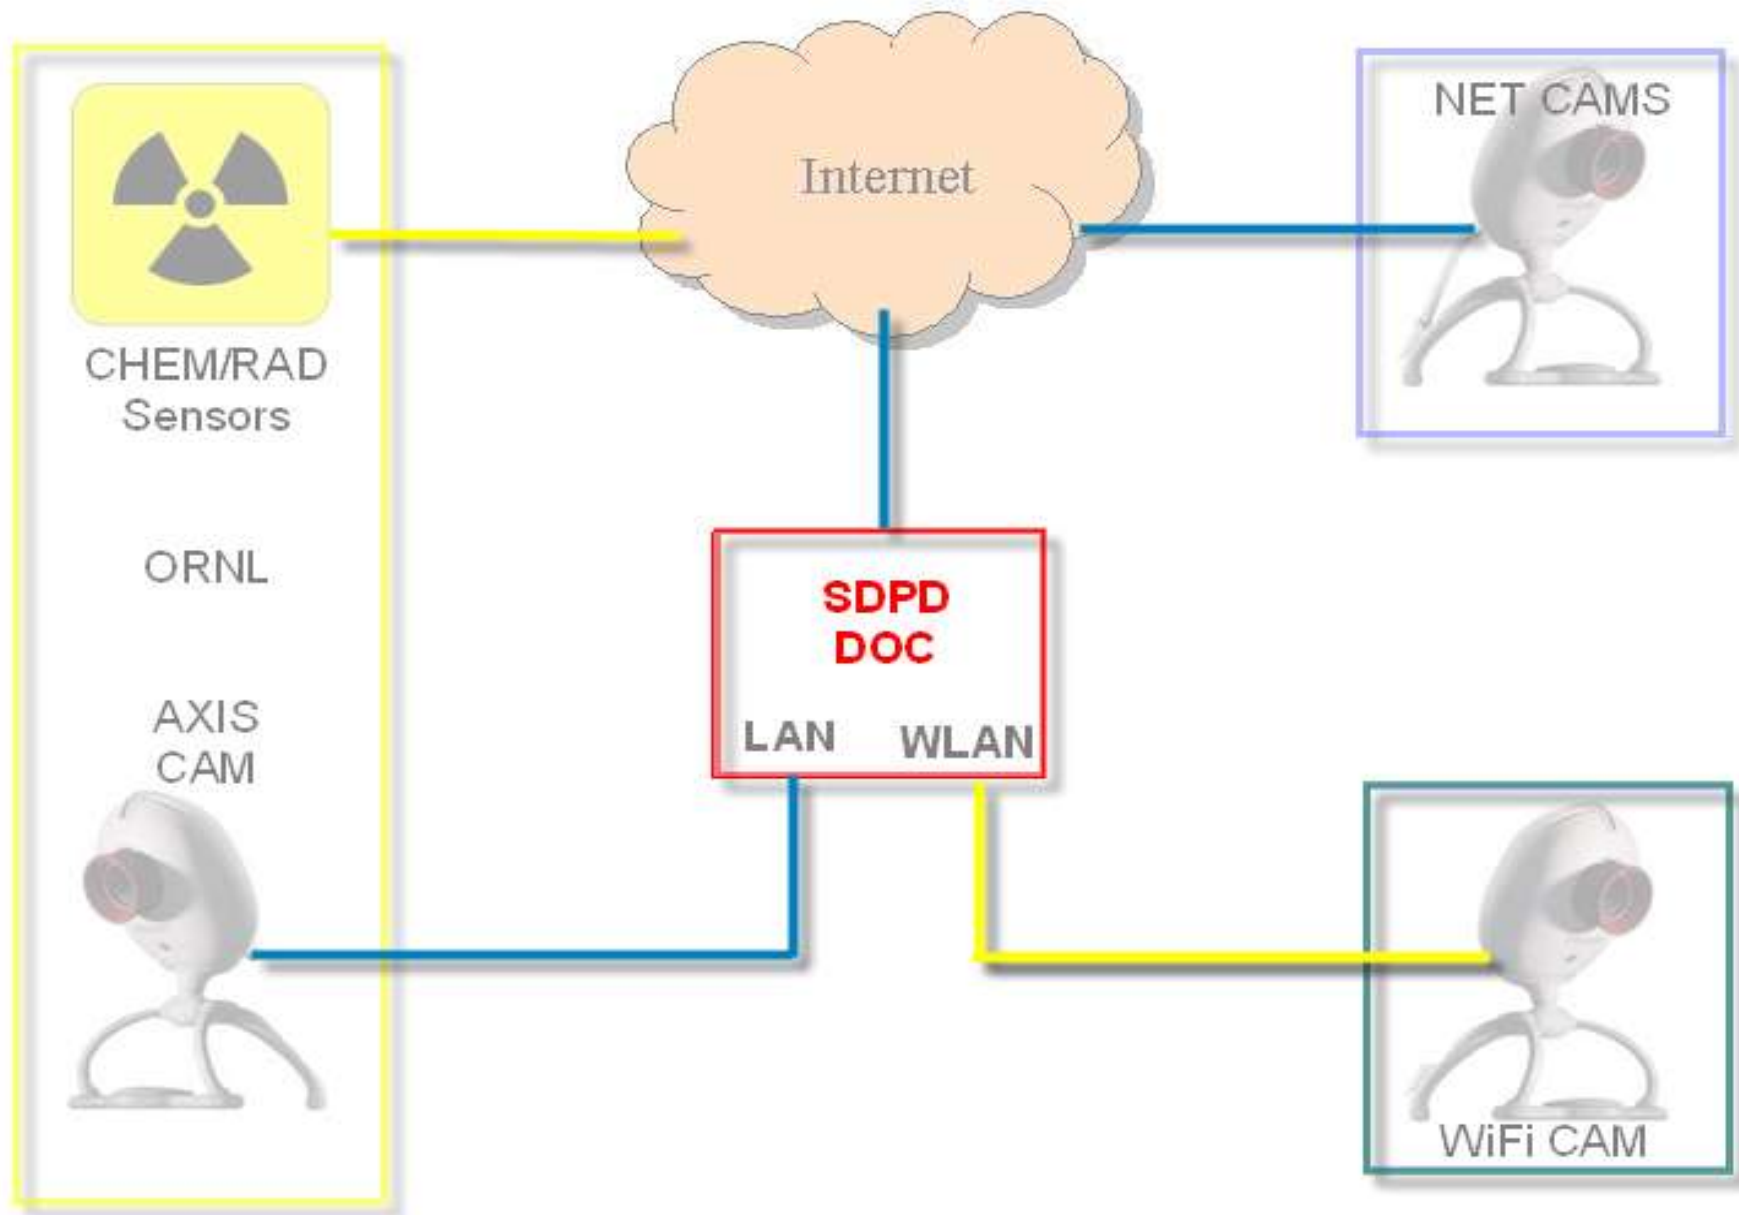 CHEM/RAD
Sensors
ORNL
AXIS
CAM
Internet
NET CAMS
SDPD
DOC
LAN
WLAN
WiFi CAM